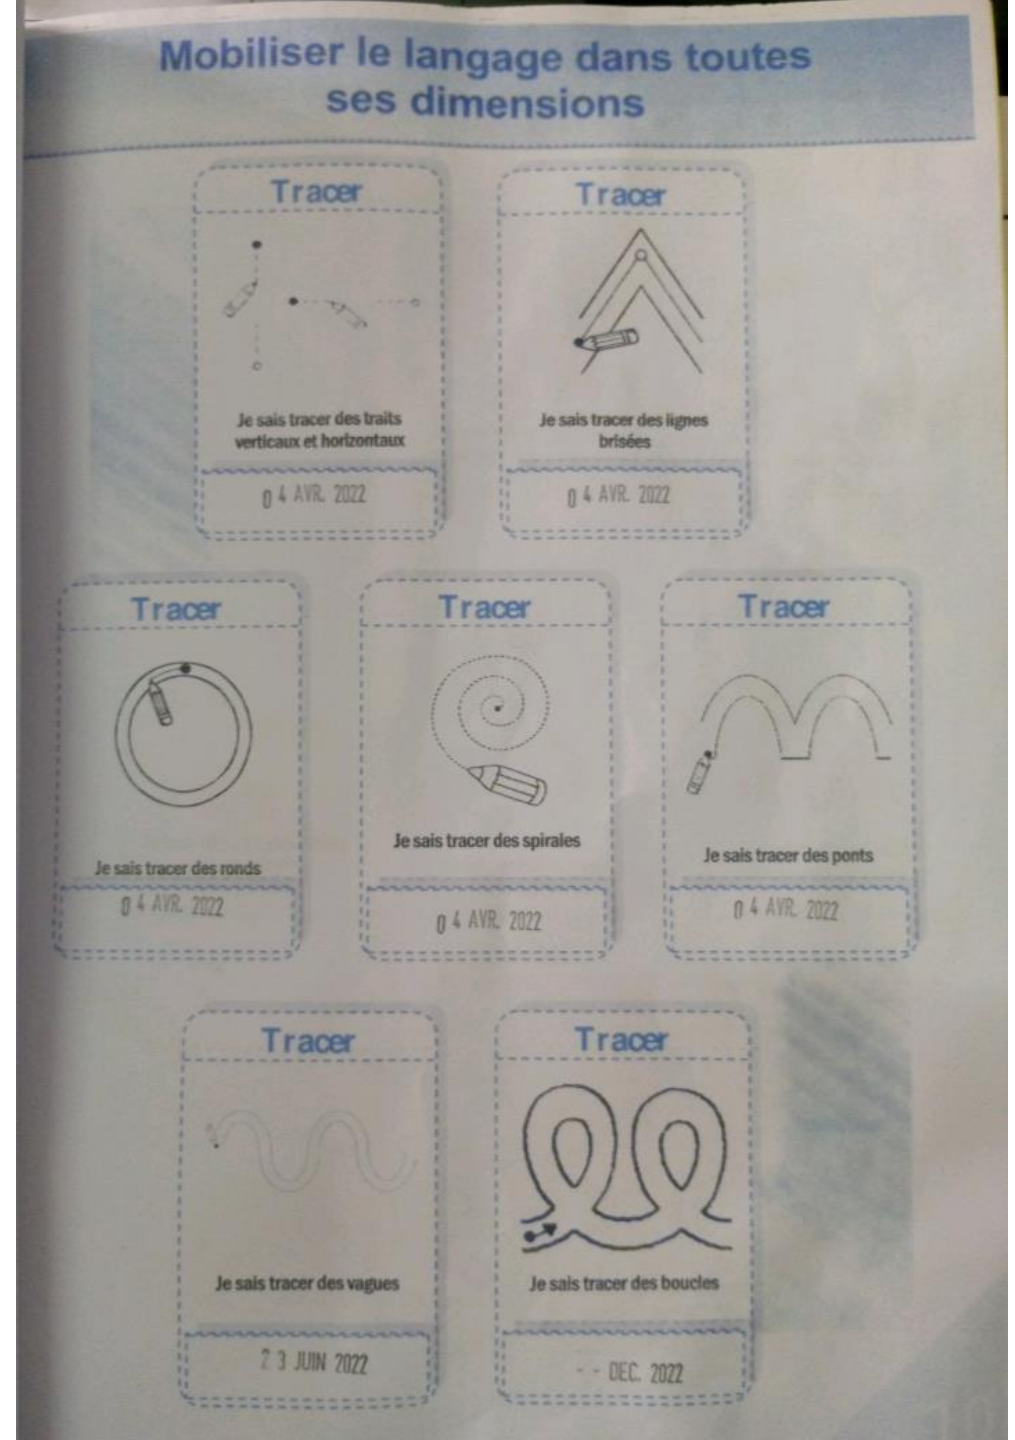 Mobiliser le langage dans toutes
ses dimensions
Tracer
Je sais tracer des traits
verticaux et horizontaux
04 AVR. 2022
Tracer
Je sais tracer des lignes
brisées
04 AVR. 2022
Tracer
Je sais tracer des ronds
04 AVR. 2022
Tracer
Je sais tracer des spirales
04 AVR. 2022
Tracer
Je sais tracer des ponts
04 AVR. 2022
Tracer
Je sais tracer des vagues
23 JUIN 2022
Tracer
Je sais tracer des boucles
-- DEC. 2022